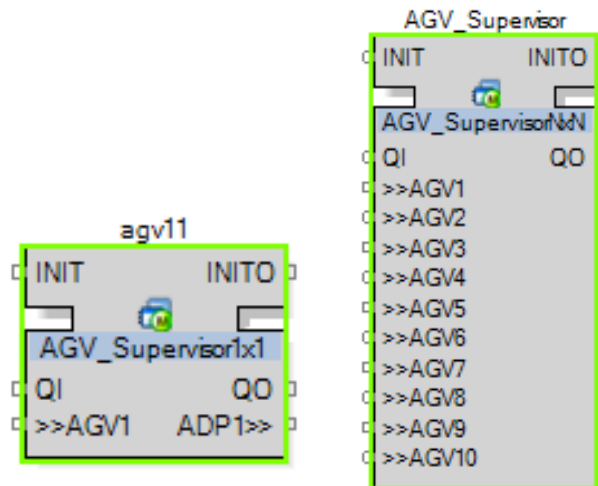 agv11
INIT INITO
AGV_Supervisor1x1
QI QO
>>AGV1 ADP1>>
AGV_Supervisor
INIT INITO
AGV_SupervisorNxN
QI QO
>>AGV1
>>AGV2
>>AGV3
>>AGV4
>>AGV5
>>AGV6
>>AGV7
>>AGV8
>>AGV9
>>AGV10